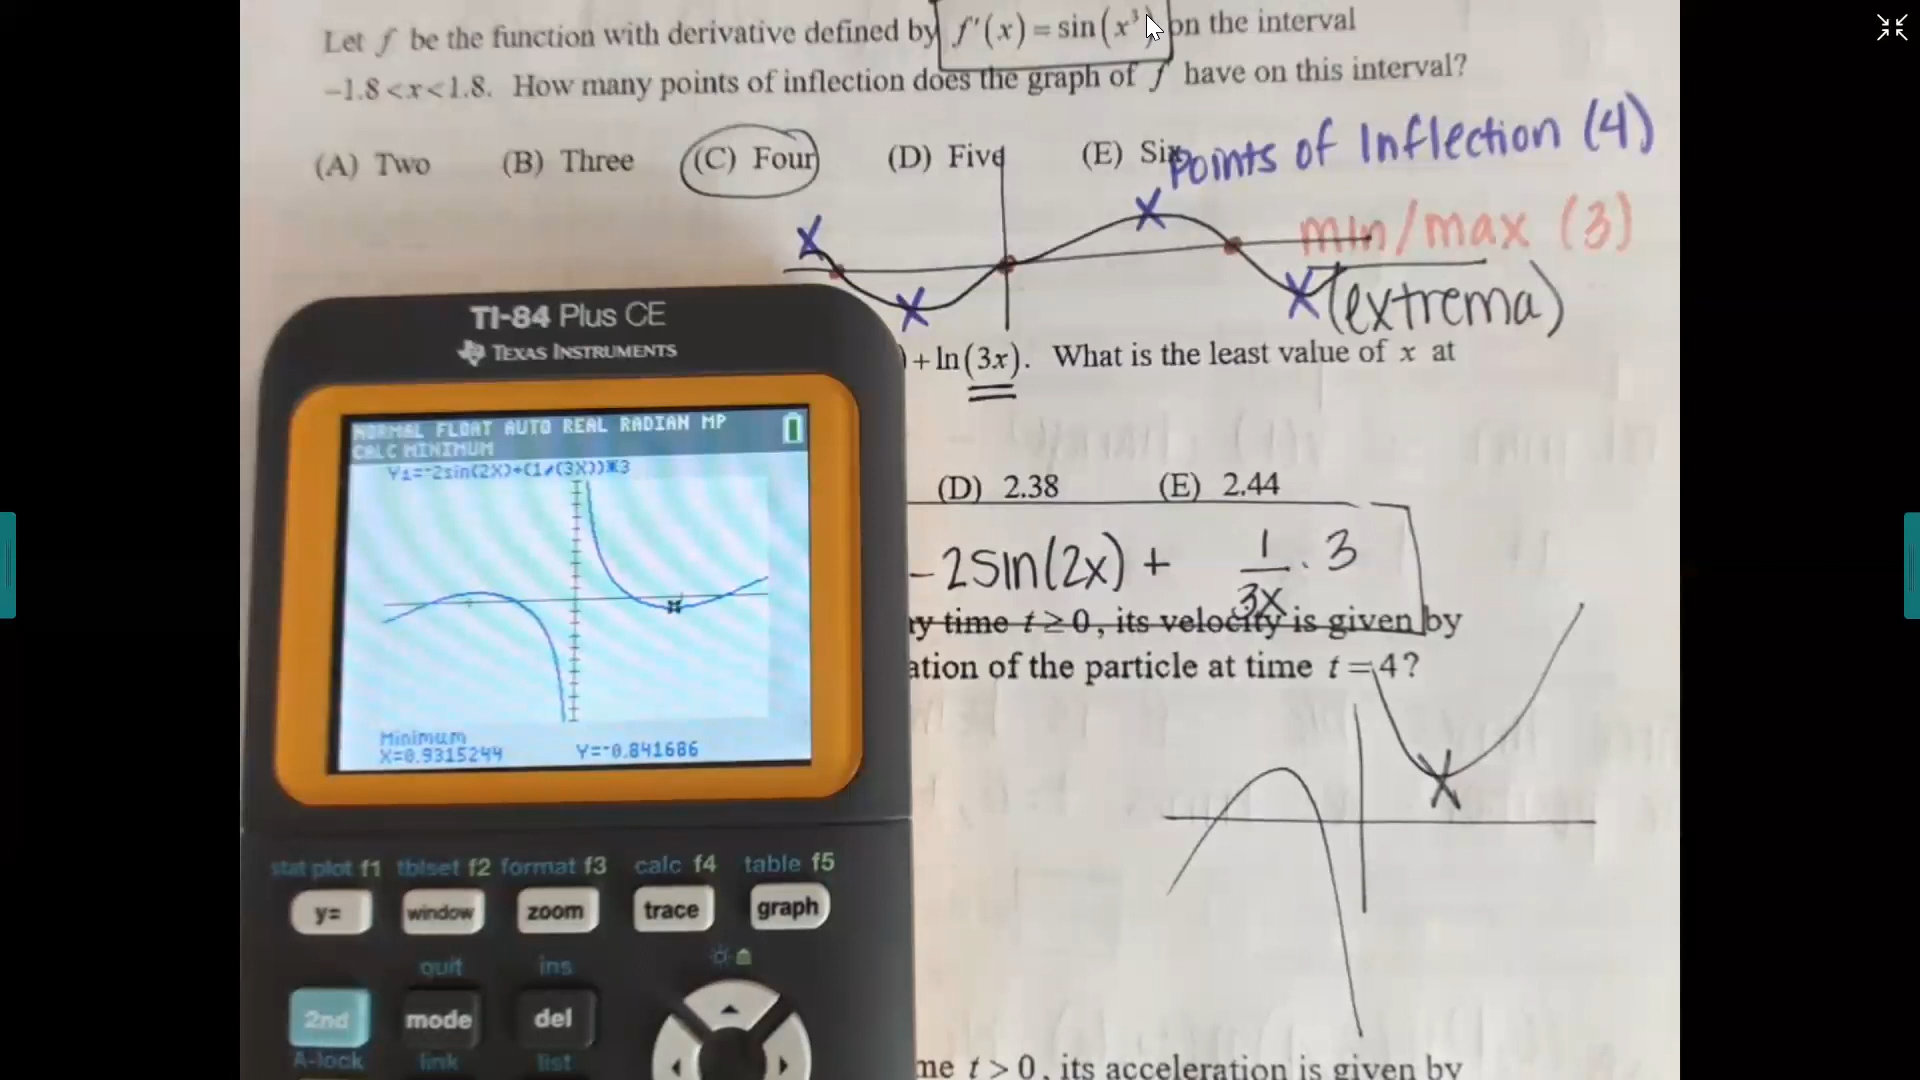 Let f be the function with derivative defined by f'(x) = sin(x³) on the interval
-1.8 < x < 1.8. How many points of inflection does the graph of f have on this interval?
(A) Two (B) Three (C) Four (D) Five (E) Six
Points of Inflection (4)
min/max (3)
(extrema)
TI-84 Plus CE
TEXAS INSTRUMENTS
) + ln(3x). What is the least value of x at
NORMAL FLOAT AUTO REAL RADIAN MP
CALC MINIMUM
Y1=-2sin(2X)+(1/(3X))*3
(D) 2.38 (E) 2.44
-2sin(2x) + 1/3x · 3
ry time t ≥ 0, its velocity is given by
ation of the particle at time t = 4?
Minimum
X=0.9315244 Y=-0.841686
stat plot f1 tblset f2 format f3 calc f4 table f5
y= window zoom trace graph
quit ins
2nd mode del
A-lock link list
me t > 0, its acceleration is given by